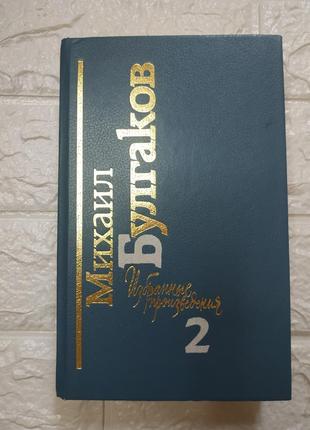 Михаил
Булгаков
Избранные
произведения
2